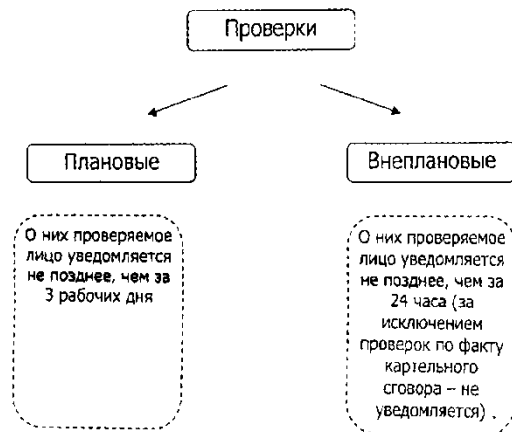 Проверки
Плановые
Внеплановые
О них проверяемое
лицо уведомляется
не позднее, чем за
3 рабочих дня
О них проверяемое
лицо уведомляется
не позднее, чем за
24 часа (за
исключением
проверок по факту
картельного
сговора – не
уведомляется) .